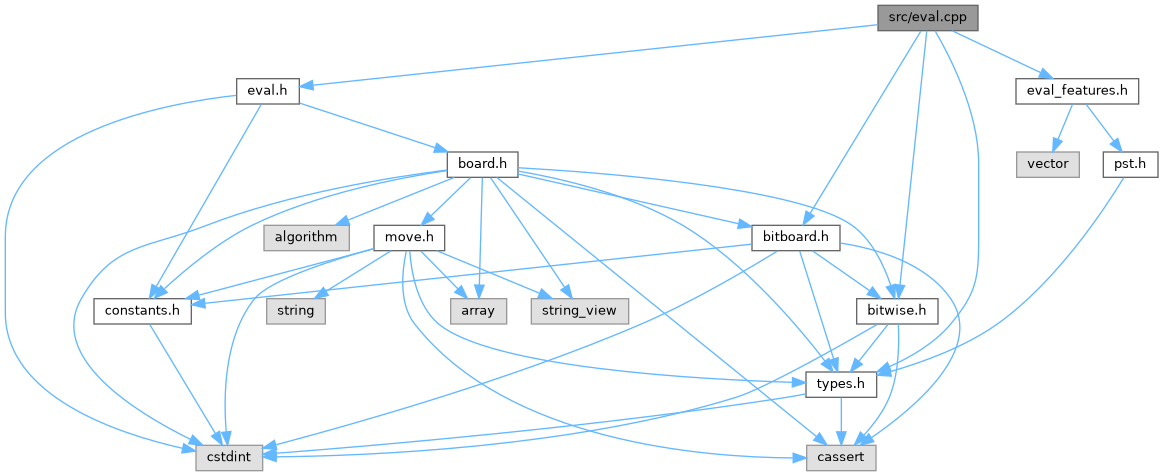 src/eval.cpp
eval.h
eval_features.h
board.h
vector
pst.h
algorithm
move.h
bitboard.h
constants.h
string
array
string_view
bitwise.h
types.h
cstdint
cassert